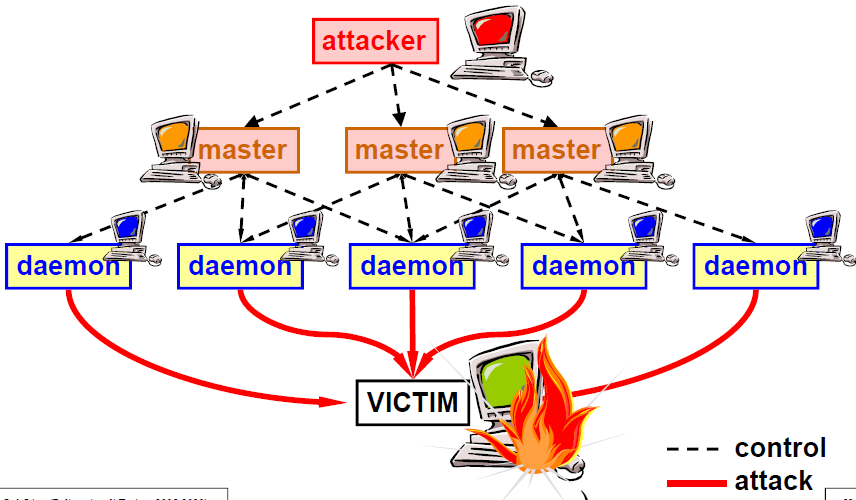 attacker
master
master
master
daemon
daemon
daemon
daemon
daemon
VICTIM
control
attack